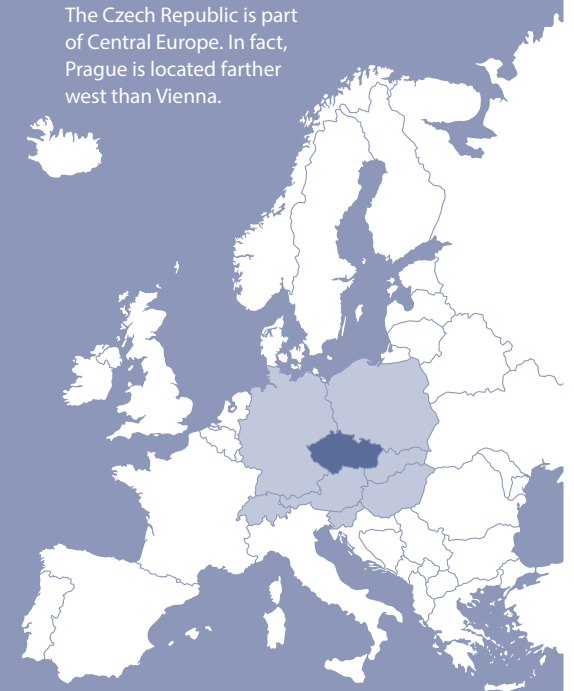 The Czech Republic is part
of Central Europe. In fact,
Prague is located farther
west than Vienna.